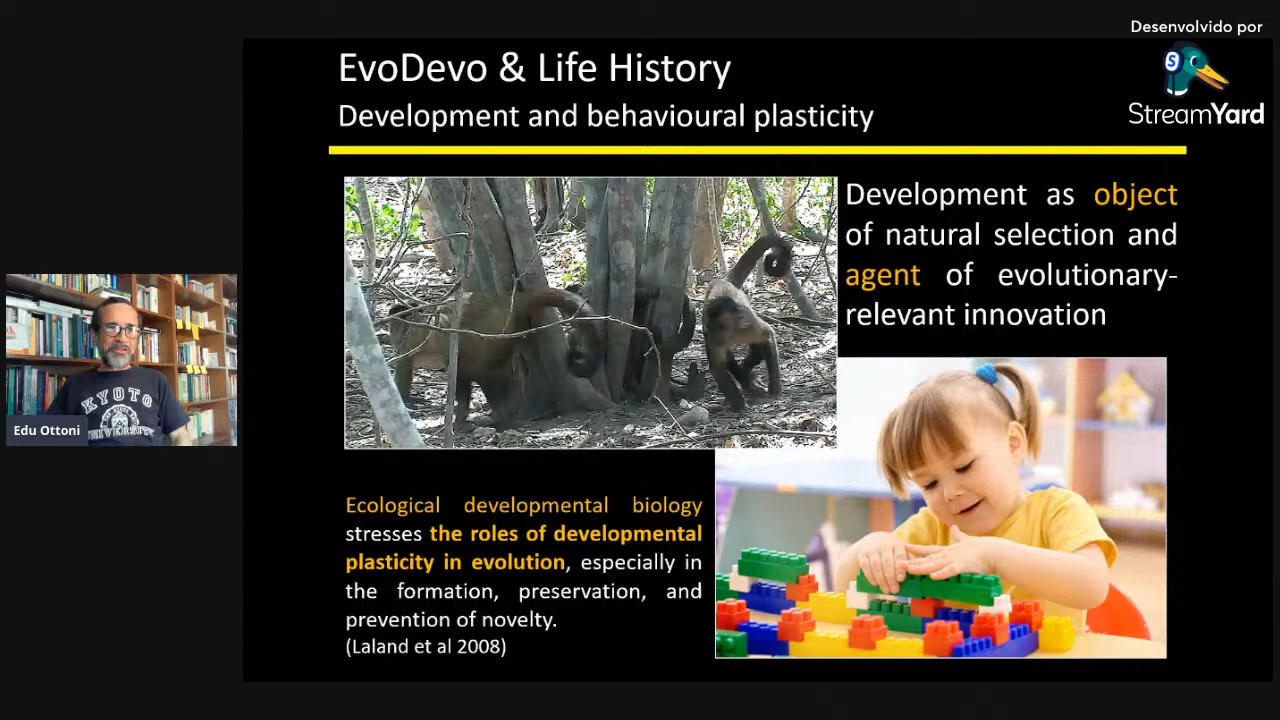 Desenvolvido por
StreamYard
EvoDevo & Life History
Development and behavioural plasticity
Development as object
of natural selection and
agent of evolutionary-
relevant innovation
KYOTO
UNIVERSITY
Edu Ottoni
Ecological developmental biology
stresses the roles of developmental
plasticity in evolution, especially in
the formation, preservation, and
prevention of novelty.
(Laland et al 2008)